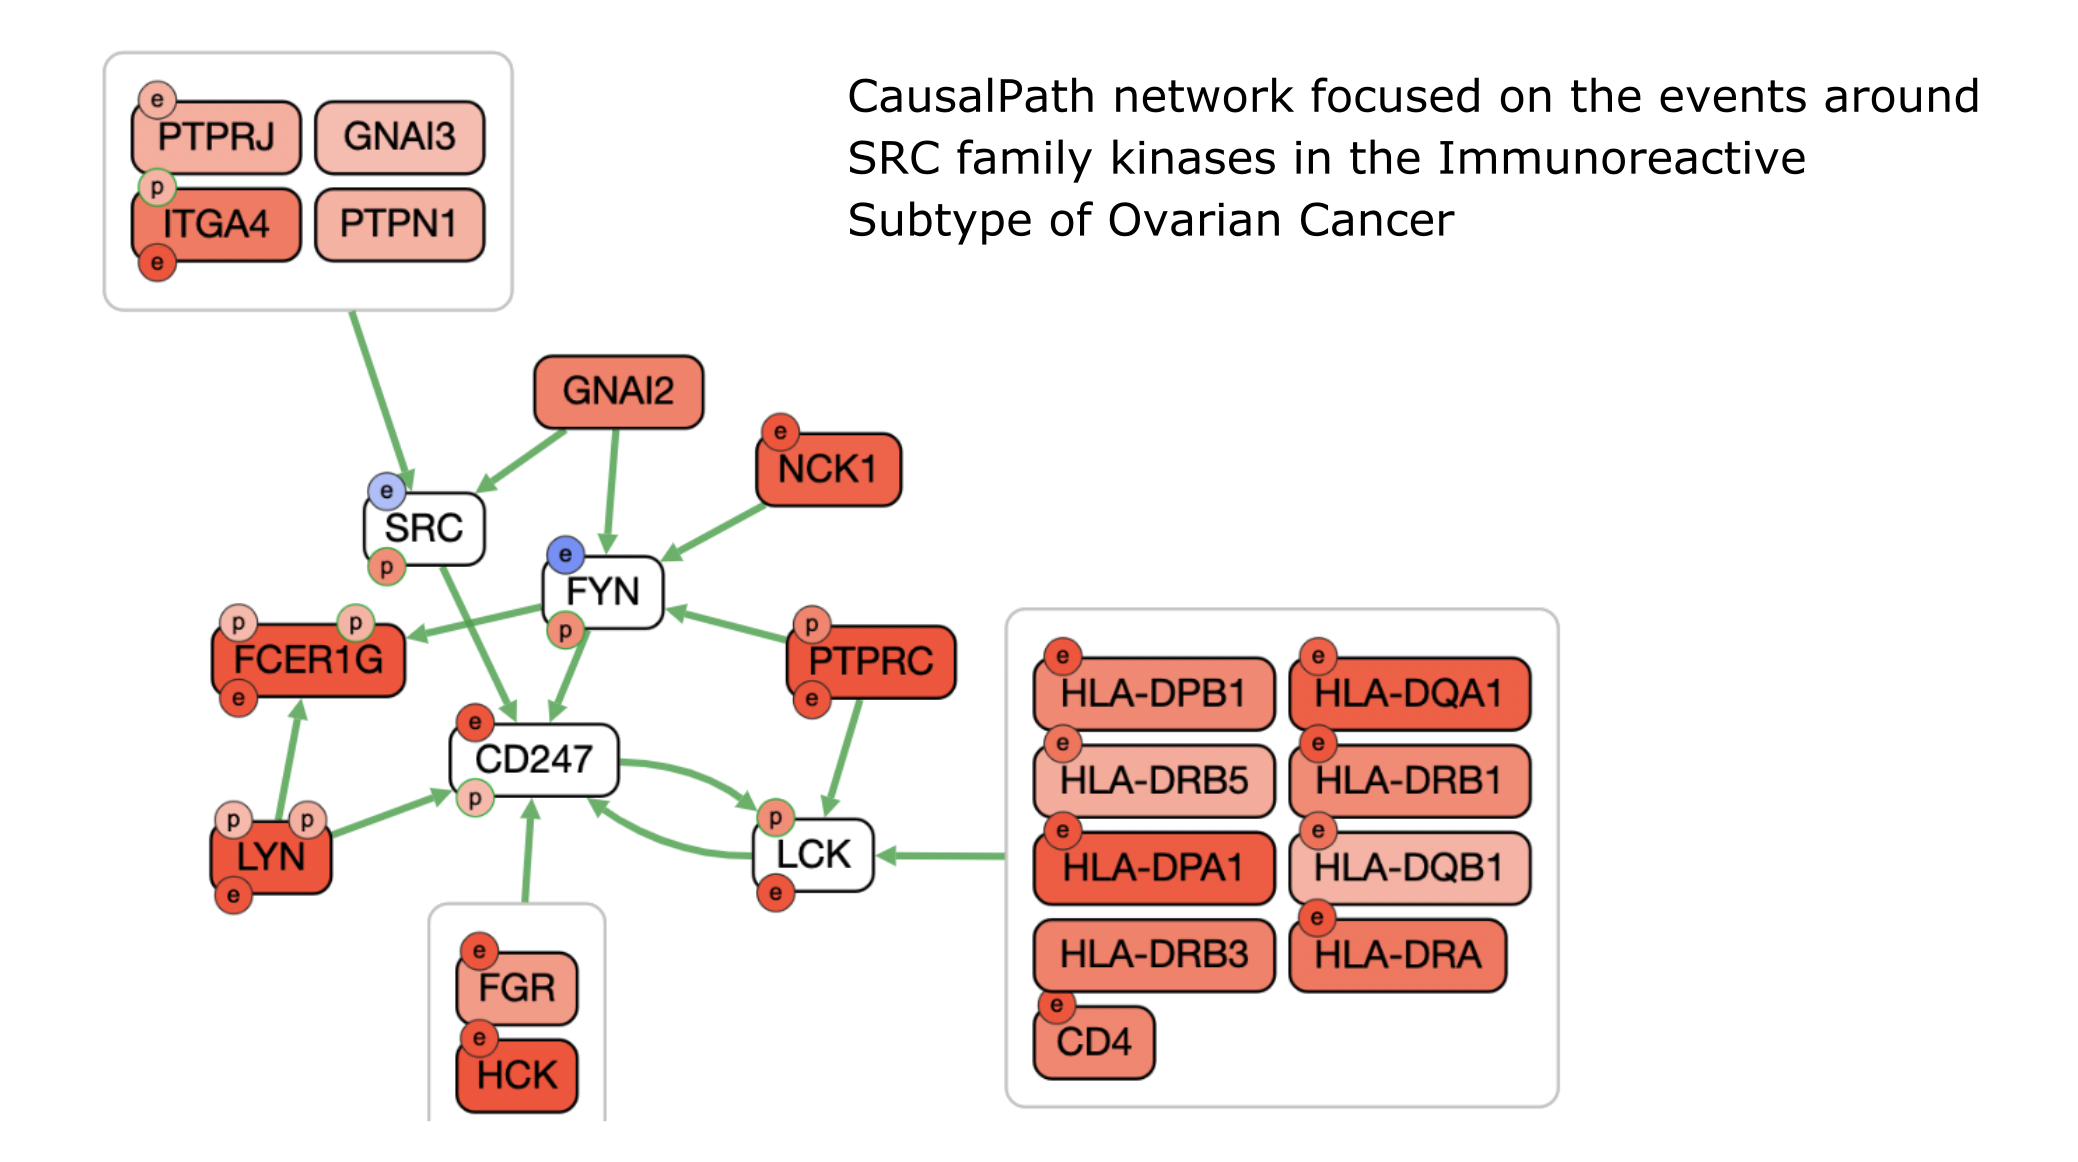 CausalPath network focused on the events around
SRC family kinases in the Immunoreactive
Subtype of Ovarian Cancer
e
PTPRJ
GNAI3
p
ITGA4
PTPN1
e
GNAI2
e
NCK1
e
SRC
p
e
FYN
p
p
p
FCER1G
e
p
PTPRC
e
e
CD247
p
p
p
LYN
e
p
LCK
e
e
FGR
e
HCK
e
HLA-DPB1
e
HLA-DQA1
e
HLA-DRB5
e
HLA-DRB1
e
HLA-DPA1
e
HLA-DQB1
HLA-DRB3
e
HLA-DRA
e
CD4